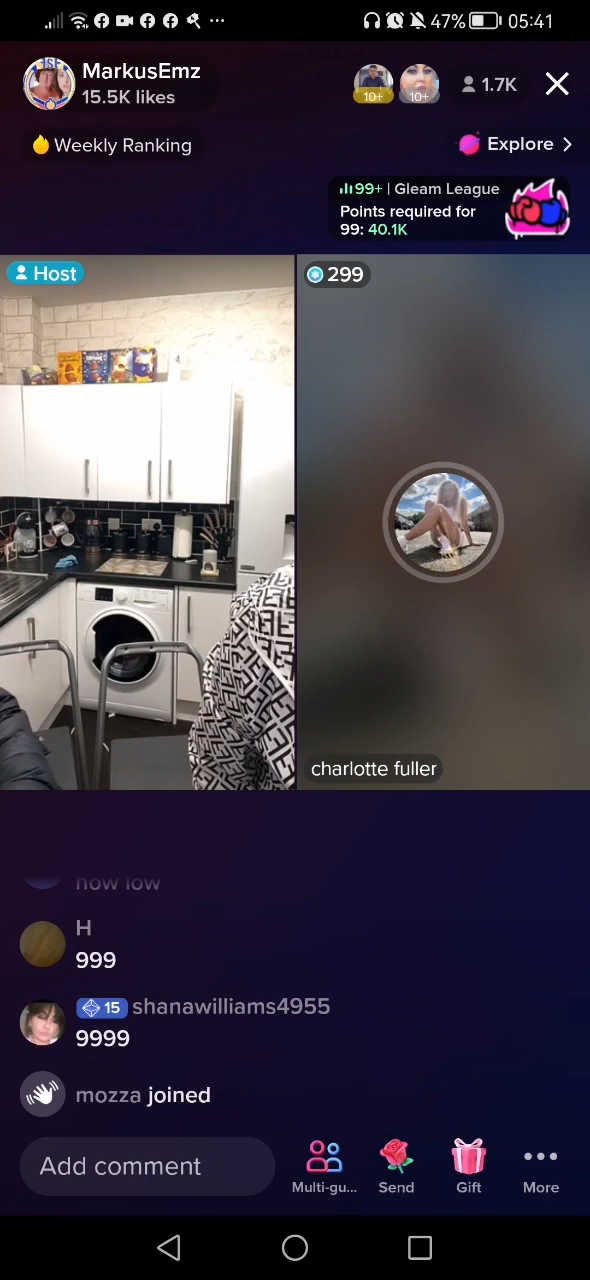 47% 05:41
MarkusEmz
15.5K likes
10+
10+
1.7K
Weekly Ranking
Explore >
99+ | Gleam League
Points required for
99: 40.1K
Host
299
charlotte fuller
how low
H
999
15 shanawilliams4955
9999
mozza joined
Add comment
Multi-gu...
Send
Gift
More